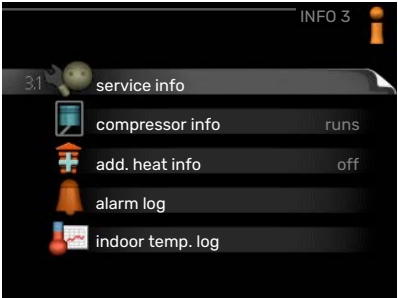 INFO 3
3.1 service info
compressor info runs
add. heat info off
alarm log
indoor temp. log